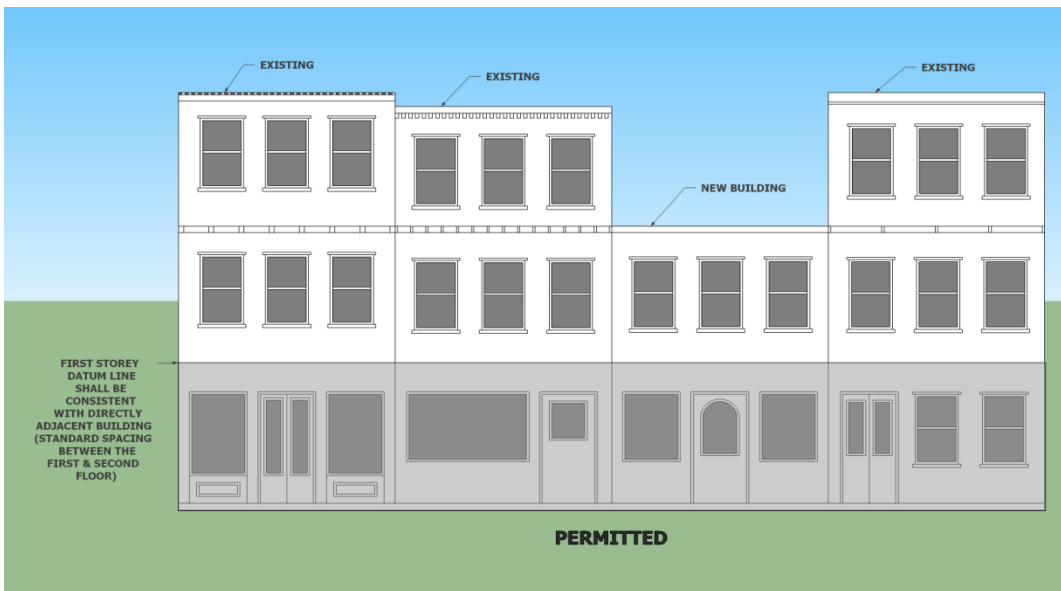 EXISTING
EXISTING
EXISTING
NEW BUILDING
FIRST STOREY
DATUM LINE
SHALL BE
CONSISTENT
WITH DIRECTLY
ADJACENT BUILDING
(STANDARD SPACING
BETWEEN THE
FIRST & SECOND
FLOOR)
PERMITTED